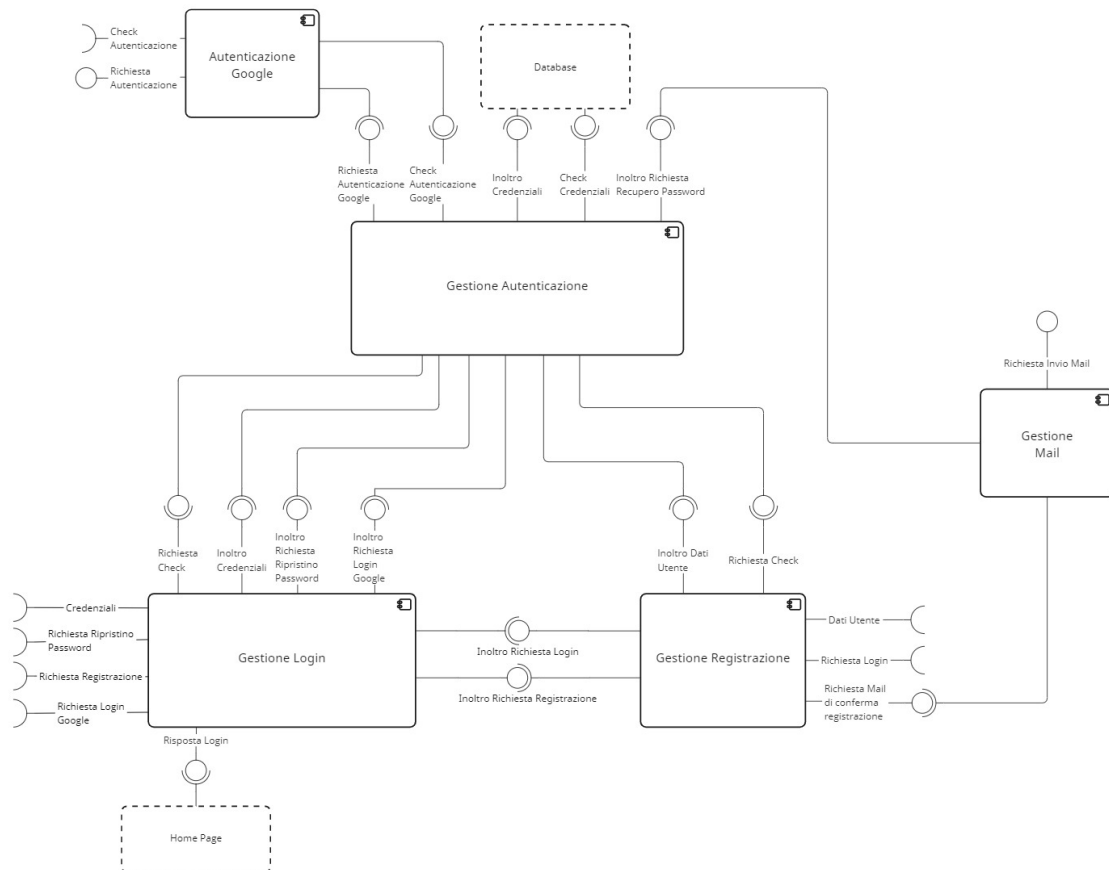 Check
Autenticazione
Richiesta
Autenticazione
Autenticazione
Google
Database
Richiesta
Autenticazione
Google
Check
Autenticazione
Google
Inoltro
Credenziali
Check
Credenziali
Inoltro Richiesta
Recupero Password
Gestione Autenticazione
Richiesta Invio Mail
Gestione
Mail
Richiesta
Check
Inoltro
Credenziali
Inoltro
Richiesta
Ripristino
Password
Inoltro
Richiesta
Login
Google
Inoltro Dati
Utente
Richiesta Check
Credenziali
Richiesta Ripristino
Password
Richiesta Registrazione
Richiesta Login
Google
Gestione Login
Inoltro Richiesta Login
Inoltro Richiesta Registrazione
Gestione Registrazione
Dati Utente
Richiesta Login
Richiesta Mail
di conferma
registrazione
Risposta Login
Home Page